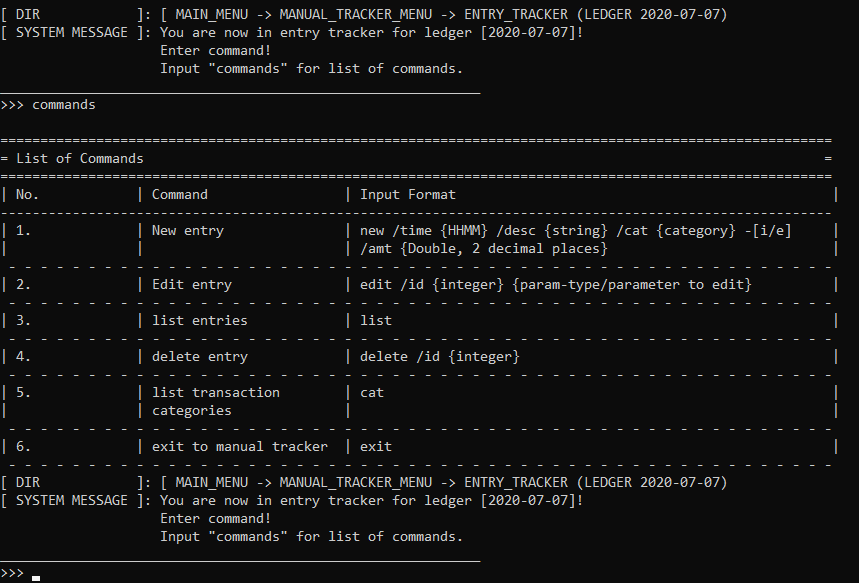 [ DIR            ]: [ MAIN_MENU -> MANUAL_TRACKER_MENU -> ENTRY_TRACKER (LEDGER 2020-07-07)
[ SYSTEM MESSAGE ]: You are now in entry tracker for ledger [2020-07-07]!
                    Enter command!
                    Input "commands" for list of commands.
____________________________________________________________
>>> commands
========================================================================================================
= List of Commands                                                                                     =
========================================================================================================
| No.            | Command                 | Input Format                                               |
--------------------------------------------------------------------------------------------------------
| 1.             | New entry               | new /time {HHMM} /desc {string} /cat {category} -[i/e]     |
|                |                         | /amt {Double, 2 decimal places}                            |
 - - - - - - - - - - - - - - - - - - - - - - - - - - - - - - - - - - - - - - - - - - - - - - - - - - - -
| 2.             | Edit entry              | edit /id {integer} {param-type/parameter to edit}          |
 - - - - - - - - - - - - - - - - - - - - - - - - - - - - - - - - - - - - - - - - - - - - - - - - - - - -
| 3.             | list entries            | list                                                       |
 - - - - - - - - - - - - - - - - - - - - - - - - - - - - - - - - - - - - - - - - - - - - - - - - - - - -
| 4.             | delete entry            | delete /id {integer}                                       |
 - - - - - - - - - - - - - - - - - - - - - - - - - - - - - - - - - - - - - - - - - - - - - - - - - - - -
| 5.             | list transaction        | cat                                                        |
|                | categories              |                                                            |
 - - - - - - - - - - - - - - - - - - - - - - - - - - - - - - - - - - - - - - - - - - - - - - - - - - - -
| 6.             | exit to manual tracker  | exit                                                       |
 - - - - - - - - - - - - - - - - - - - - - - - - - - - - - - - - - - - - - - - - - - - - - - - - - - - -
[ DIR            ]: [ MAIN_MENU -> MANUAL_TRACKER_MENU -> ENTRY_TRACKER (LEDGER 2020-07-07)
[ SYSTEM MESSAGE ]: You are now in entry tracker for ledger [2020-07-07]!
                    Enter command!
                    Input "commands" for list of commands.
____________________________________________________________
>>>